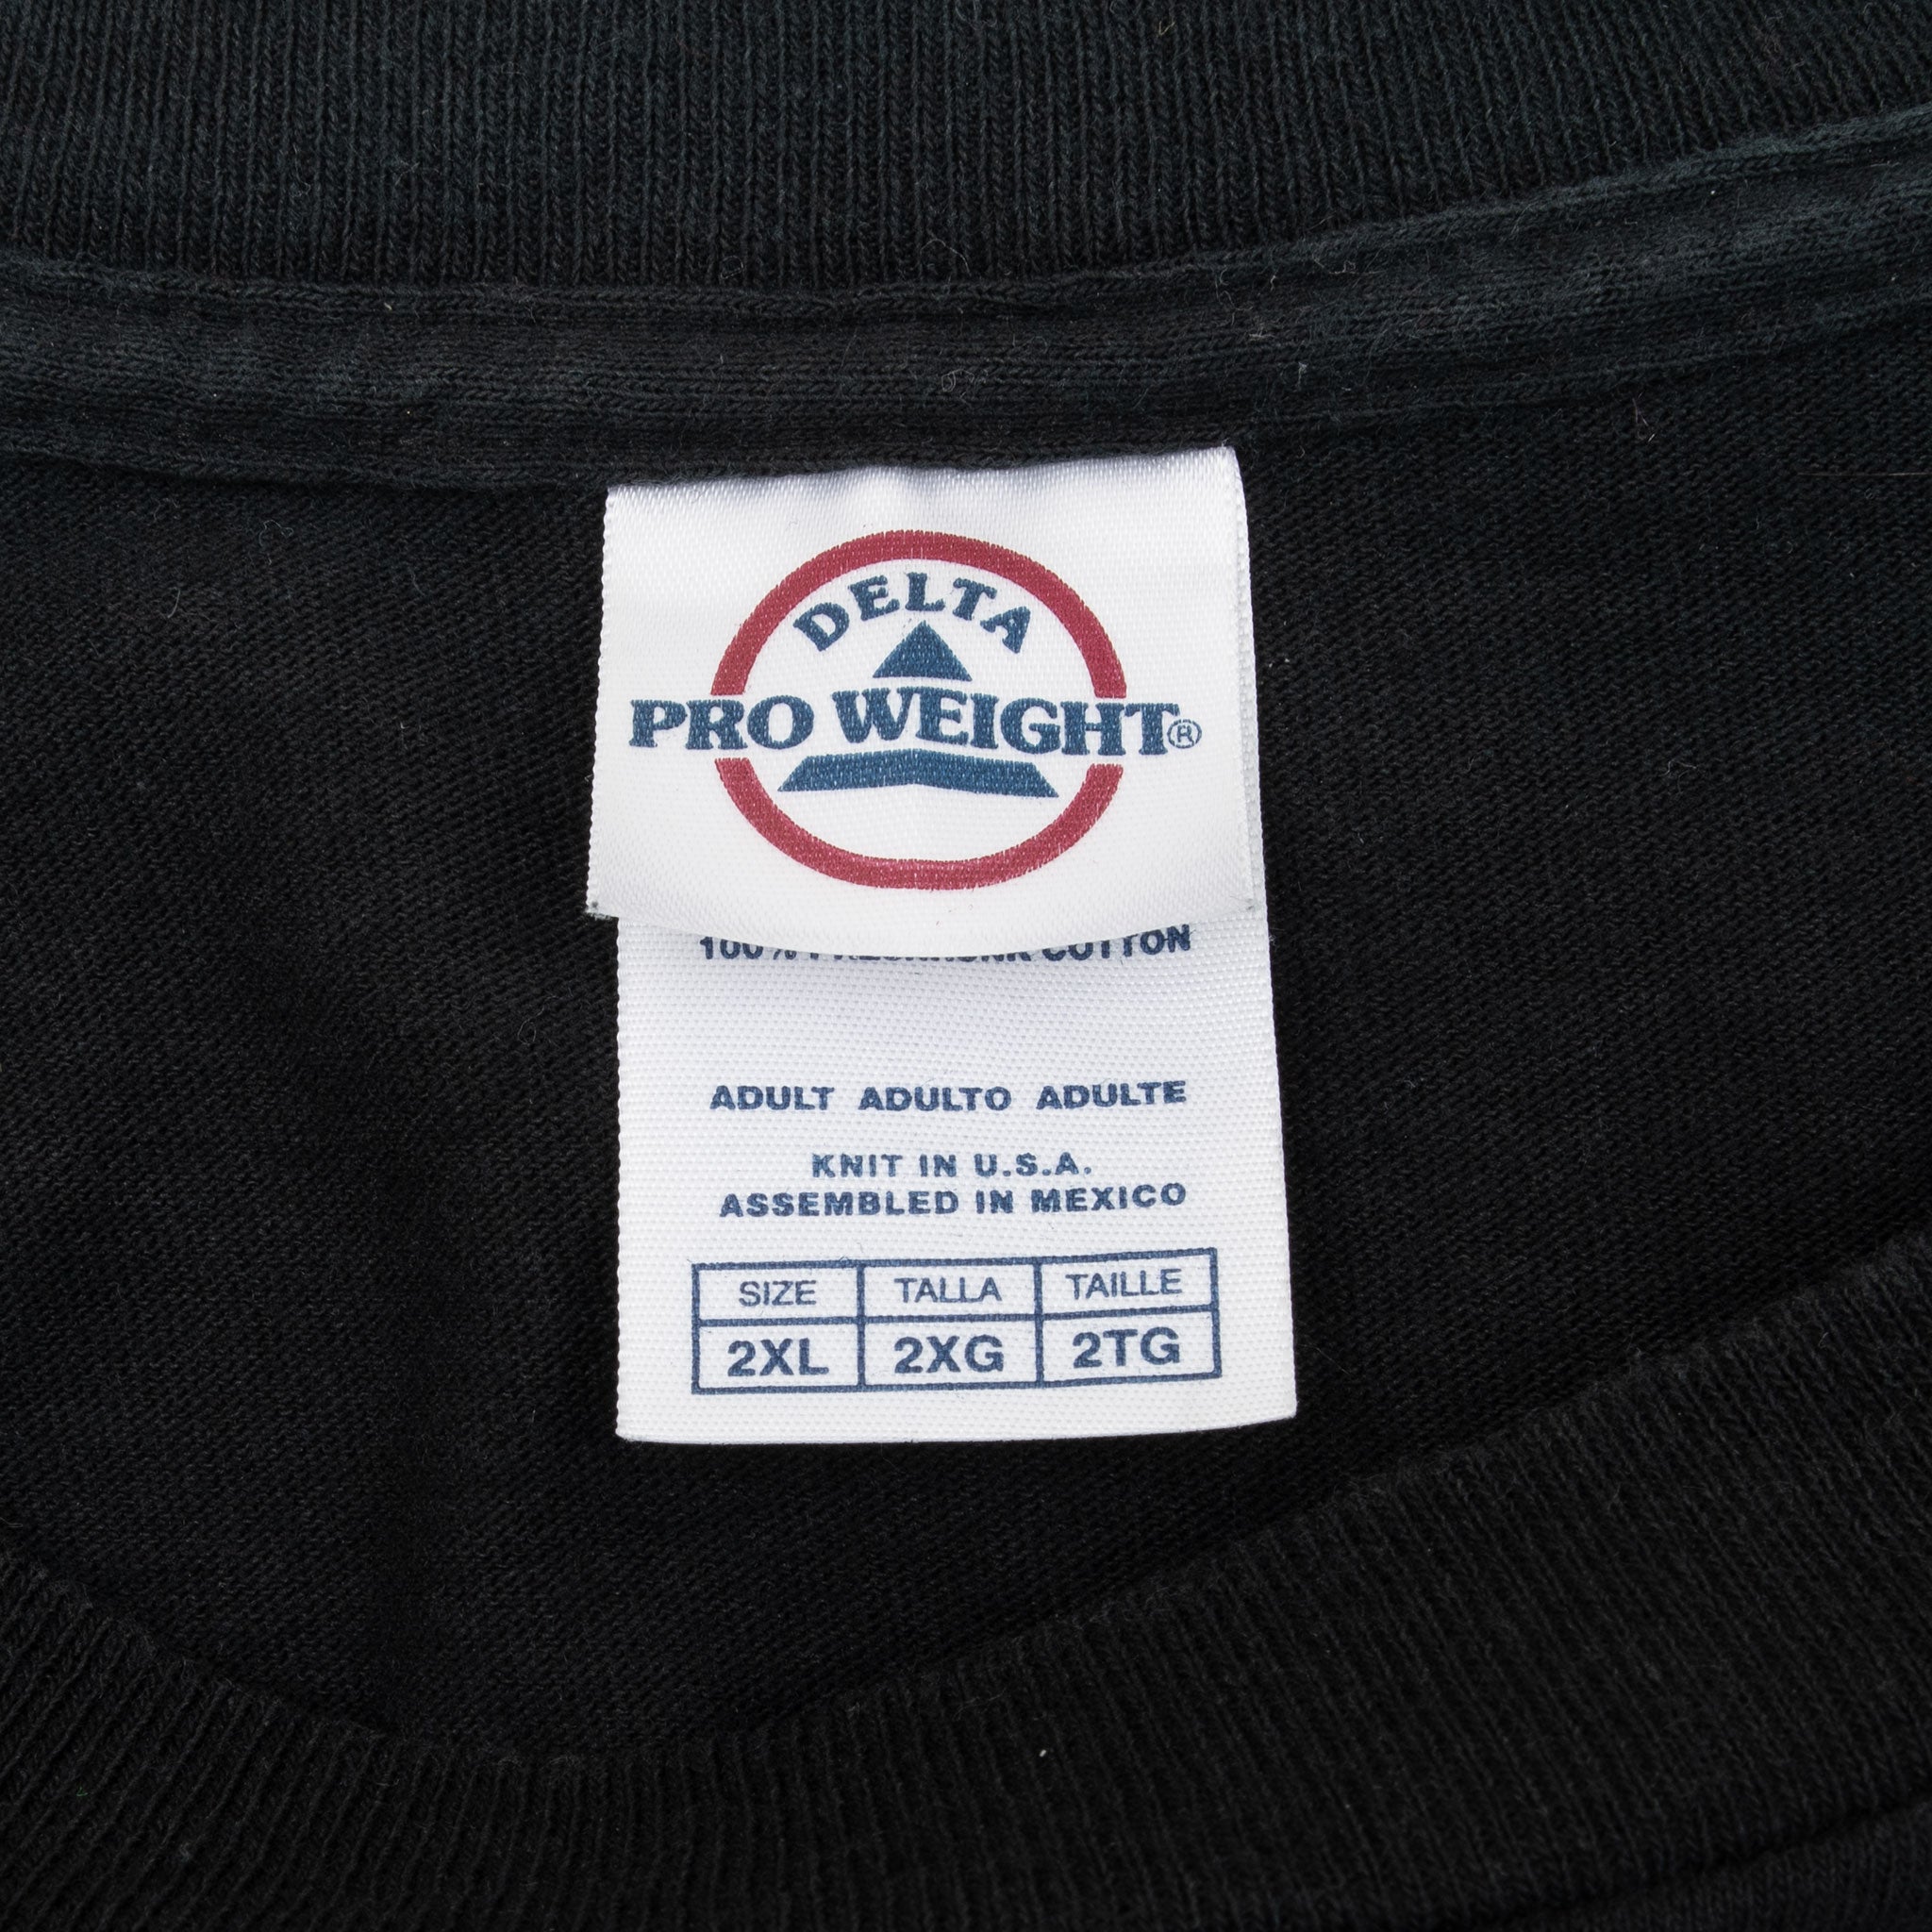 DELTA
PRO WEIGHT®
100% PRESHRUNK COTTON
ADULT ADULTO ADULTE
KNIT IN U.S.A.
ASSEMBLED IN MEXICO
SIZE TALLA TAILLE
2XL 2XG 2TG